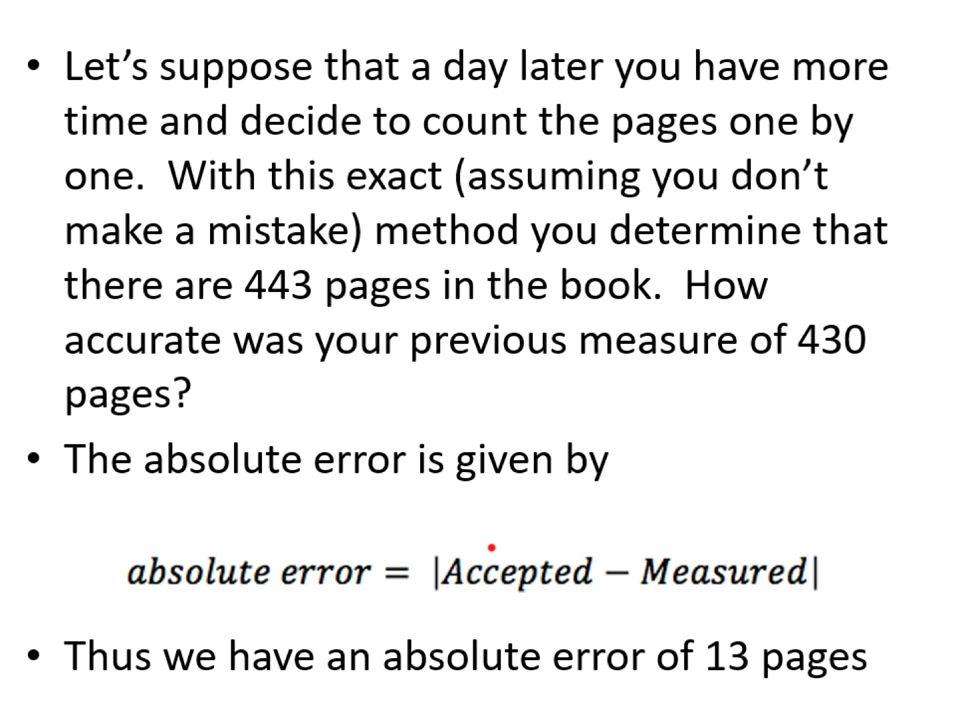 • Let’s suppose that a day later you have more
time and decide to count the pages one by
one.  With this exact (assuming you don’t
make a mistake) method you determine that
there are 443 pages in the book.  How
accurate was your previous measure of 430
pages?
• The absolute error is given by
absolute error = |Accepted − Measured|
• Thus we have an absolute error of 13 pages